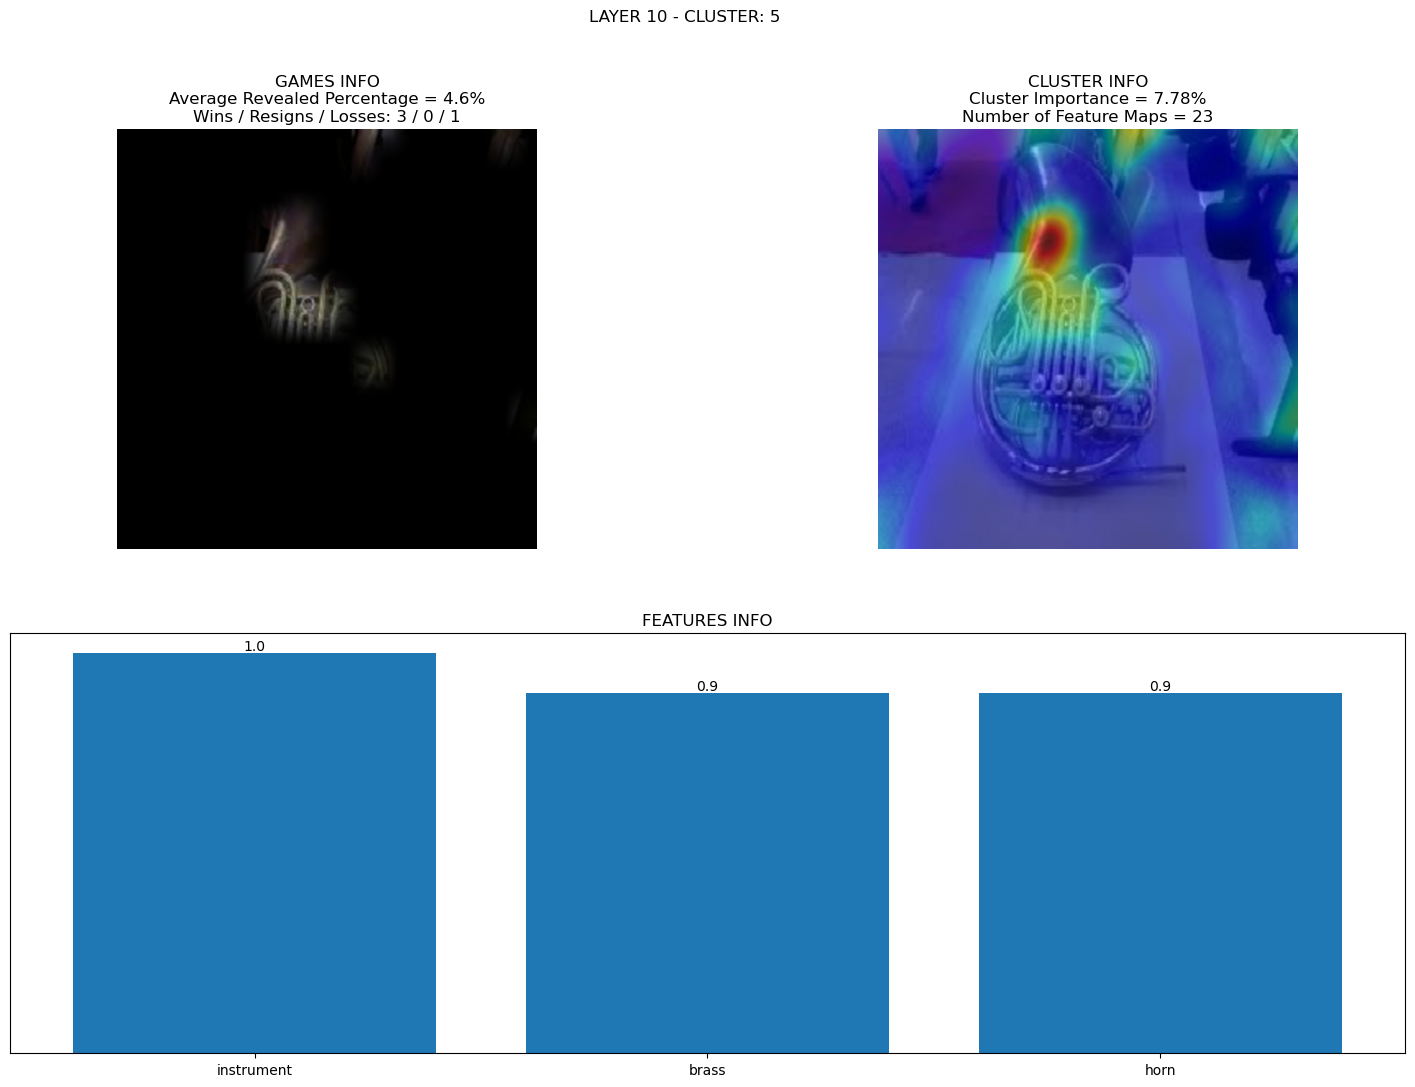 LAYER 10 - CLUSTER: 5
GAMES INFO
Average Revealed Percentage = 4.6%
Wins / Resigns / Losses: 3 / 0 / 1
CLUSTER INFO
Cluster Importance = 7.78%
Number of Feature Maps = 23
FEATURES INFO
1.0
0.9
0.9
instrument
brass
horn